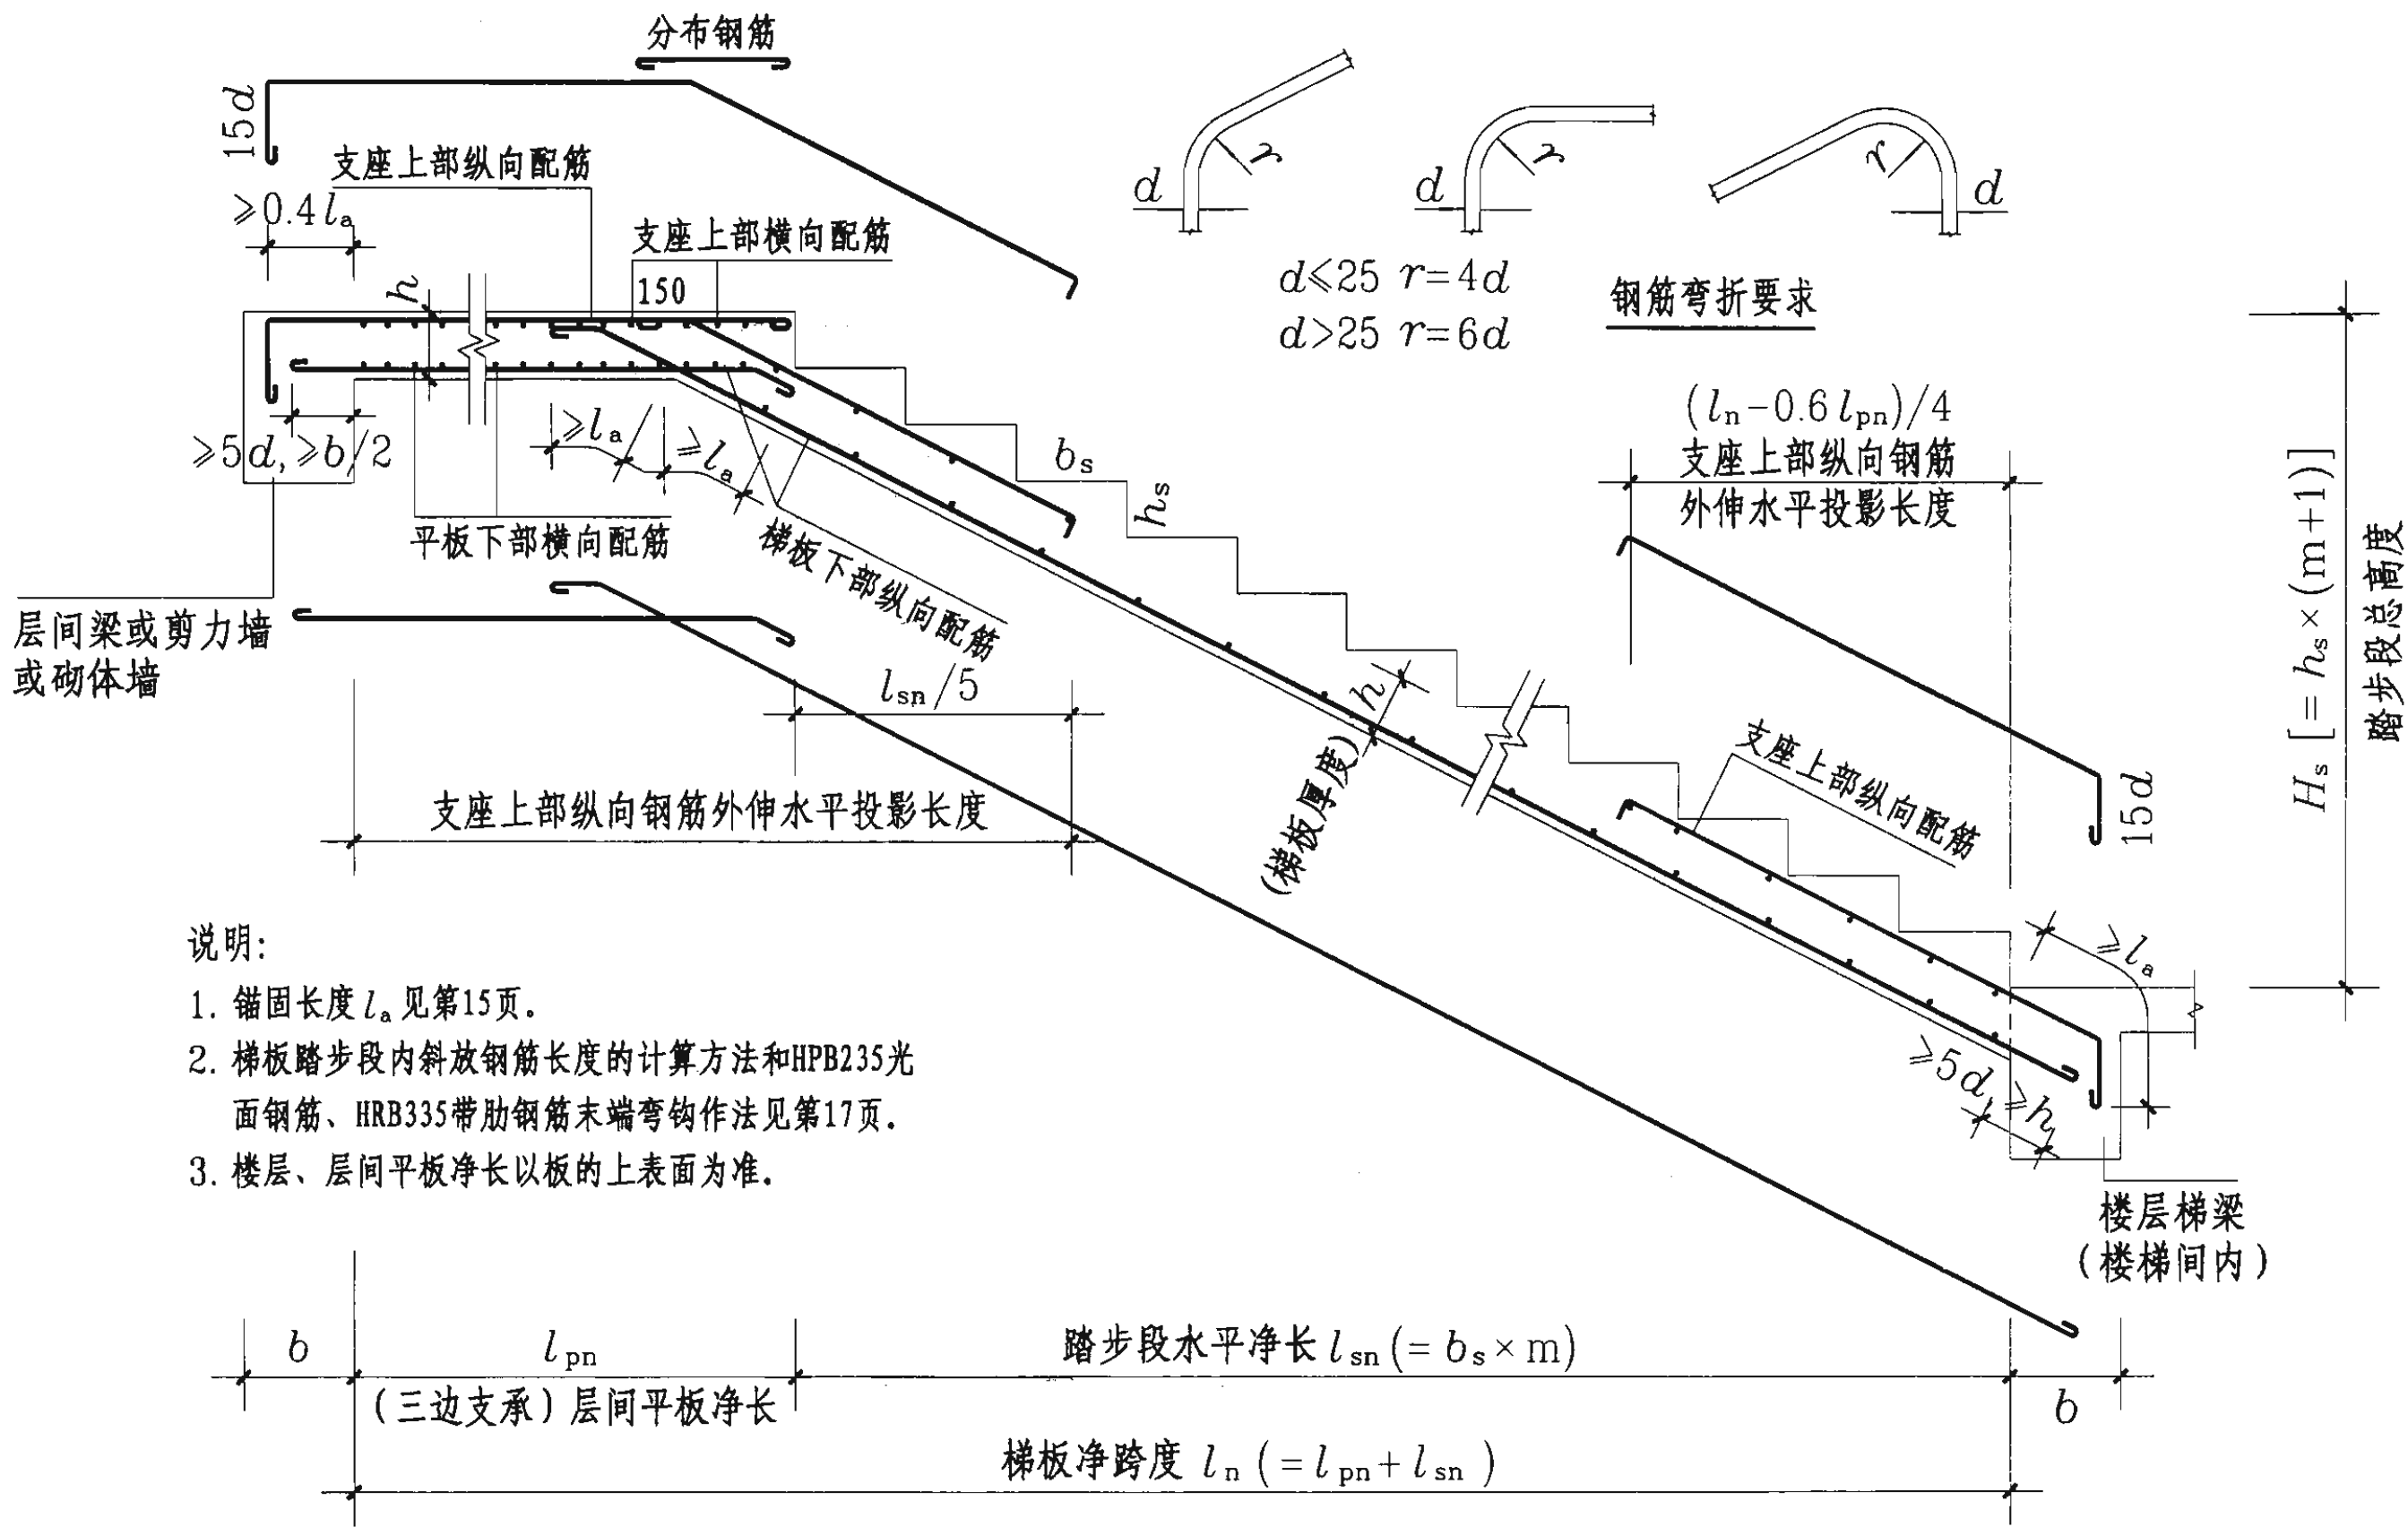 分布钢筋
15d
支座上部纵向配筋
≥0.4la
支座上部横向配筋
150
h
d
r
d
r
d
r
d≤25 r=4d
d>25 r=6d
钢筋弯折要求
≥5d,≥b/2
≥la
≥la
bs
hs
(ln-0.6lpn)/4
支座上部纵向钢筋
外伸水平投影长度
平板下部横向配筋
梯板下部纵向配筋
层间梁或剪力墙
或砌体墙
lsn/5
支座上部纵向钢筋外伸水平投影长度
h
(梯板厚度)
支座上部纵向配筋
15d
Hs[=hs×(m+1)]
踏步段总高度
≥la
≥5d,≥h
楼层梯梁
(楼梯间内)
说明:
1. 锚固长度la见第15页。
2. 梯板踏步段内斜放钢筋长度的计算方法和HPB235光
面钢筋、HRB335带肋钢筋末端弯钩作法见第17页。
3. 楼层、层间平板净长以板的上表面为准。
b
lpn
踏步段水平净长lsn(=bs×m)
(三边支承)层间平板净长
b
梯板净跨度 ln(=lpn+lsn)